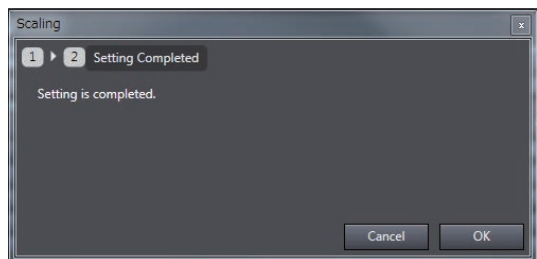 Scaling
x
1 2 Setting Completed
Setting is completed.
Cancel OK